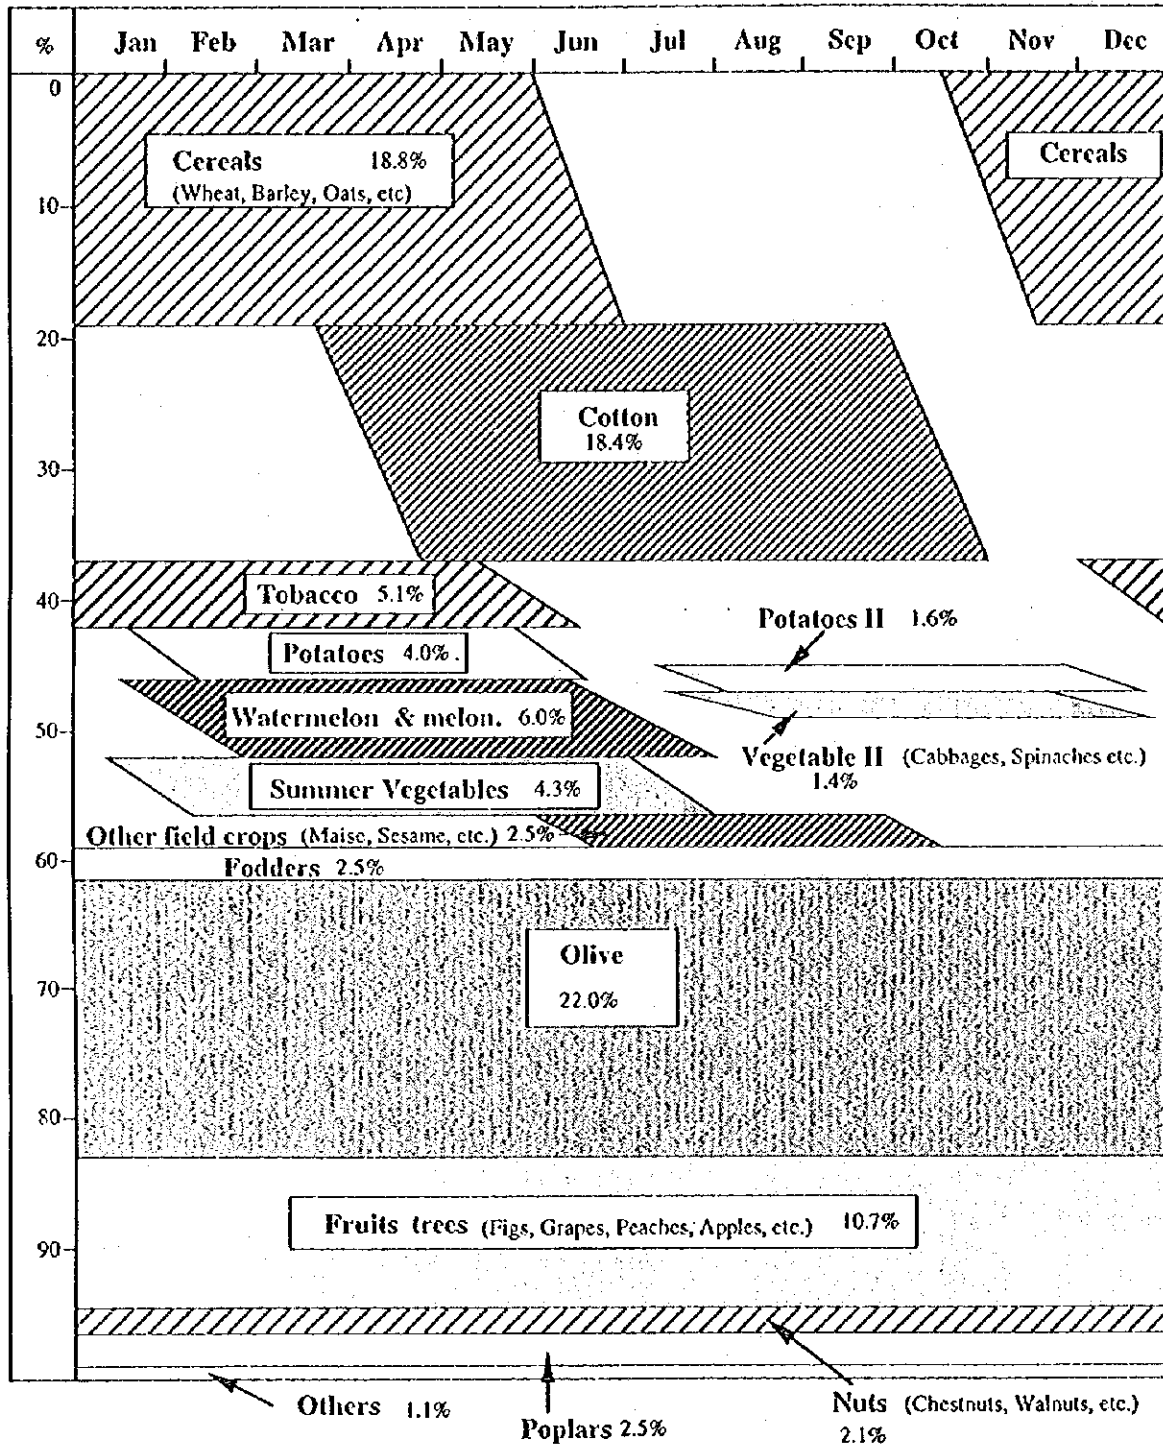 % Jan Feb Mar Apr May Jun Jul Aug Sep Oct Nov Dec
0
Cereals 18.8%
(Wheat, Barley, Oats, etc)
Cereals
10
20
Cotton
18.4%
30
Tobacco 5.1%
40
Potatoes II 1.6%
Potatoes 4.0% .
Watermelon & melon. 6.0%
50
Vegetable II (Cabbages, Spinaches etc.)
1.4%
Summer Vegetables 4.3%
Other field crops (Maise, Sesame, etc.) 2.5%
60
Fodders 2.5%
Olive
22.0%
70
80
Fruits trees (Figs, Grapes, Peaches, Apples, etc.) 10.7%
90
Others 1.1%
Poplars 2.5%
Nuts (Chestnuts, Walnuts, etc.)
2.1%